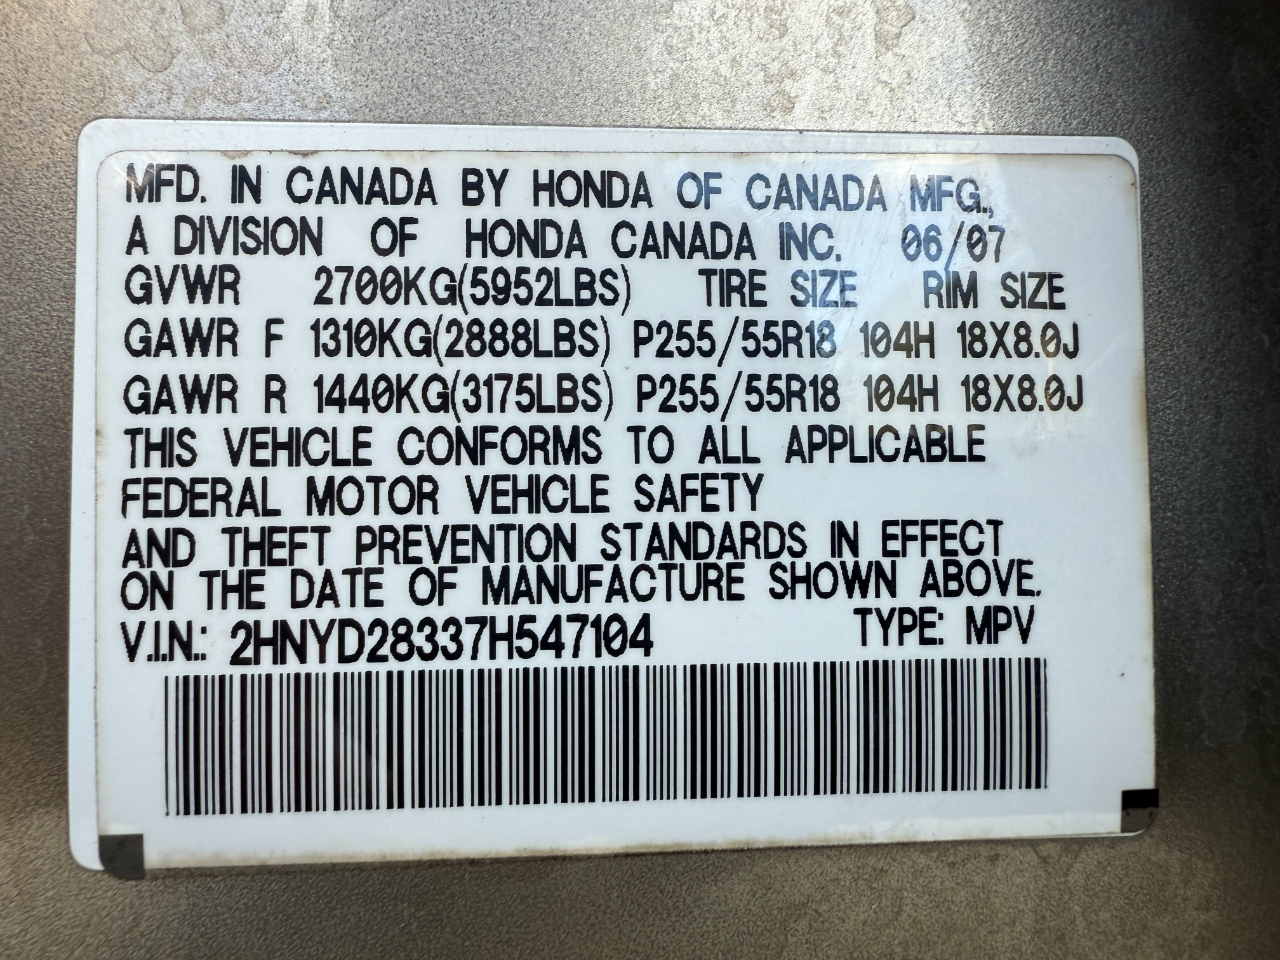 MFD. IN CANADA BY HONDA OF CANADA MFG.,
A DIVISION OF HONDA CANADA INC. 06/07
GVWR 2700KG(5952LBS) TIRE SIZE RIM SIZE
GAWR F 1310KG(2888LBS) P255/55R18 104H 18X8.0J
GAWR R 1440KG(3175LBS) P255/55R18 104H 18X8.0J
THIS VEHICLE CONFORMS TO ALL APPLICABLE
FEDERAL MOTOR VEHICLE SAFETY
AND THEFT PREVENTION STANDARDS IN EFFECT
ON THE DATE OF MANUFACTURE SHOWN ABOVE.
V.I.N.: 2HNYD28337H547104 TYPE: MPV